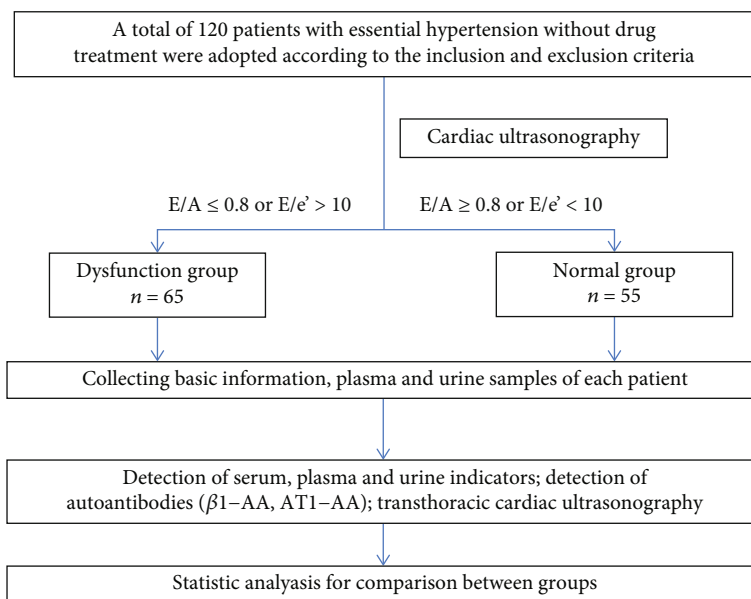 A total of 120 patients with essential hypertension without drug
treatment were adopted according to the inclusion and exclusion criteria
Cardiac ultrasonography
E/A ≤ 0.8 or E/e’ > 10
E/A ≥ 0.8 or E/e’ < 10
Dysfunction group
n = 65
Normal group
n = 55
Collecting basic information, plasma and urine samples of each patient
Detection of serum, plasma and urine indicators; detection of
autoantibodies (β1−AA, AT1−AA); transthoracic cardiac ultrasonography
Statistic analyasis for comparison between groups